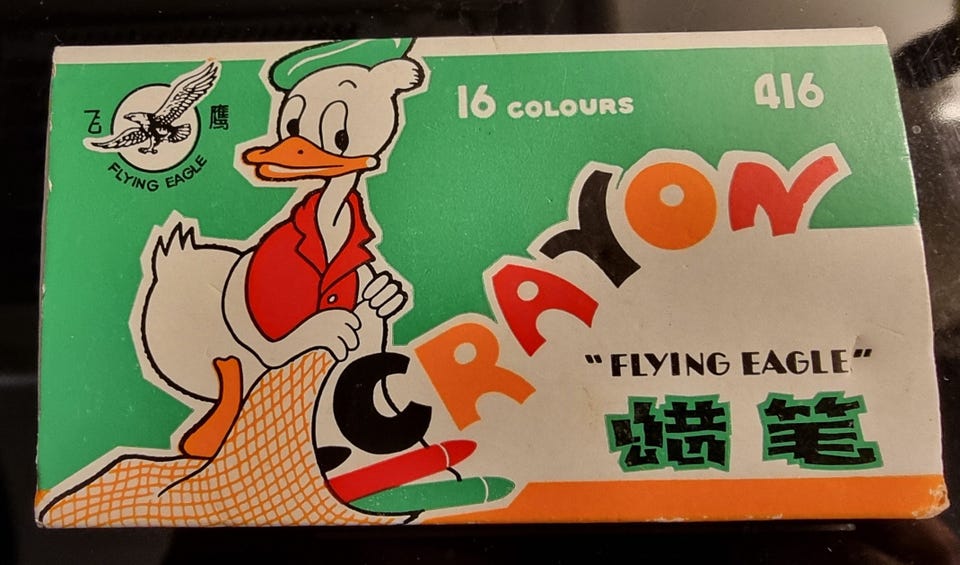 飞 鹰
FLYING EAGLE
16 COLOURS
416
CRAYON
"FLYING EAGLE"
蜡 笔